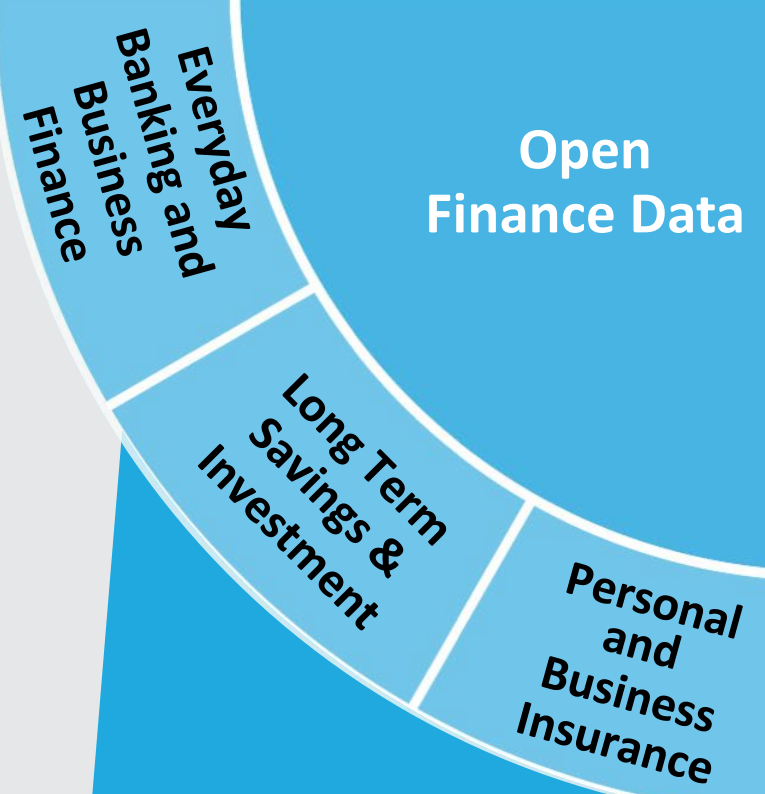 Open
Finance Data
Everyday
Banking and
Business
Finance
Long Term
Savings &
Investment
Personal
and
Business
Insurance